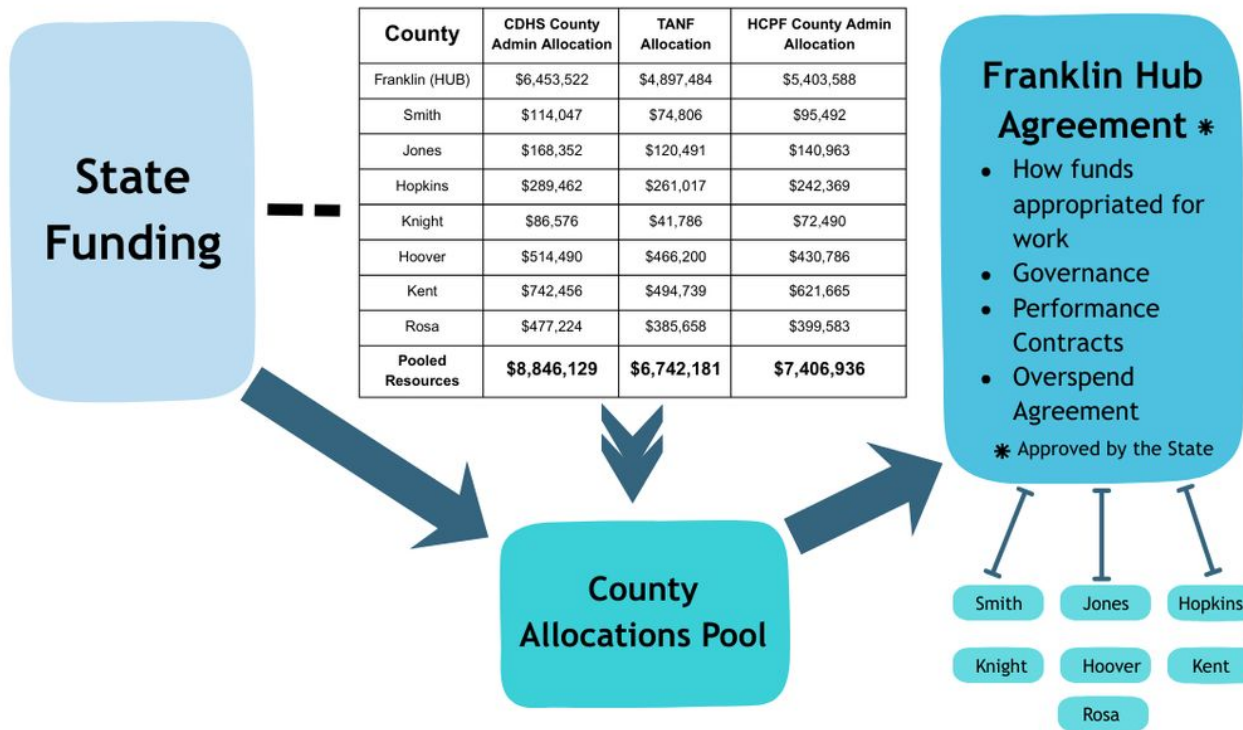 State
Funding
County
CDHS County
Admin Allocation
TANF
Allocation
HCPF County Admin
Allocation
Franklin (HUB) $6,453,522 $4,897,484 $5,403,588
Smith $114,047 $74,806 $95,492
Jones $168,352 $120,491 $140,963
Hopkins $289,462 $261,017 $242,369
Knight $86,576 $41,786 $72,490
Hoover $514,490 $466,200 $430,786
Kent $742,456 $494,739 $621,665
Rosa $477,224 $385,658 $399,583
Pooled
Resources
$8,846,129 $6,742,181 $7,406,936
County
Allocations Pool
Franklin Hub
Agreement *
• How funds
appropriated for
work
• Governance
• Performance
Contracts
• Overspend
Agreement
* Approved by the State
Smith Jones Hopkins
Knight Hoover Kent
Rosa